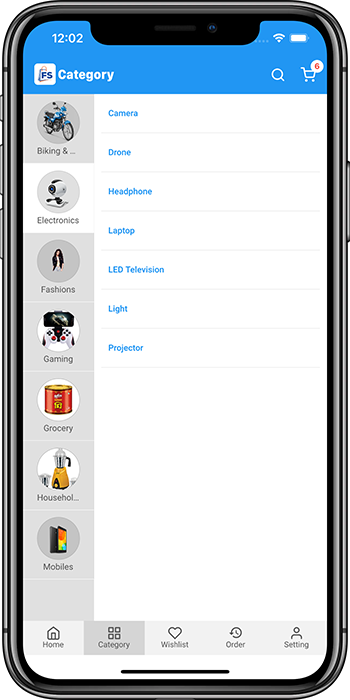 12:02
FS Category
6
Biking & ...
Electronics
Fashions
Gaming
Grocery
Househol...
Mobiles
Camera
Drone
Headphone
Laptop
LED Television
Light
Projector
Home
Category
Wishlist
Order
Setting